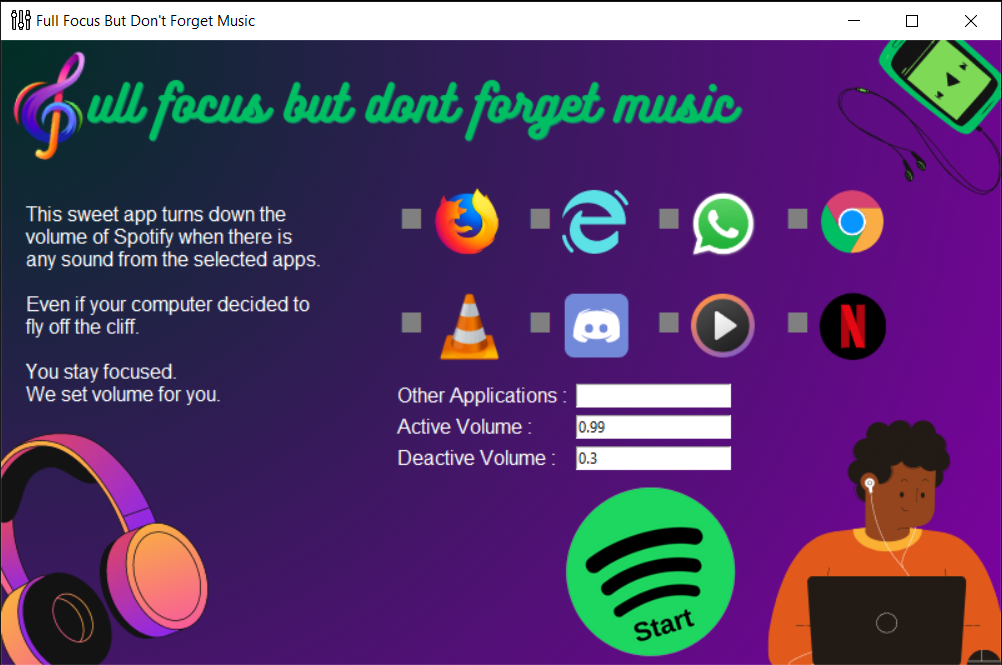 Full Focus But Don't Forget Music
ull focus but dont forget music
This sweet app turns down the
volume of Spotify when there is
any sound from the selected apps.
Even if your computer decided to
fly off the cliff.
You stay focused.
We set volume for you.
N
Other Applications :
Active Volume :
0.99
Deactive Volume :
0.3
Start